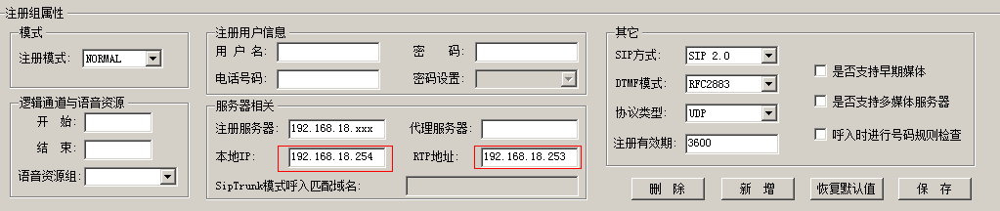 注册组属性
模式
注册模式: NORMAL
逻辑通道与语音资源
开 始:
结 束:
语音资源组:
注册用户信息
用 户 名: 密 码:
电话号码: 密码设置:
服务器相关
注册服务器: 192.168.18.xxx 代理服务器:
本地IP: 192.168.18.254 RTP地址: 192.168.18.253
SipTrunk模式呼入匹配域名:
其它
SIP方式: SIP 2.0
DTMF模式: RFC2883
协议类型: UDP
注册有效期: 3600
是否支持早期媒体
是否支持多媒体服务器
呼入时进行号码规则检查
删 除 新 增 恢复默认值 保 存